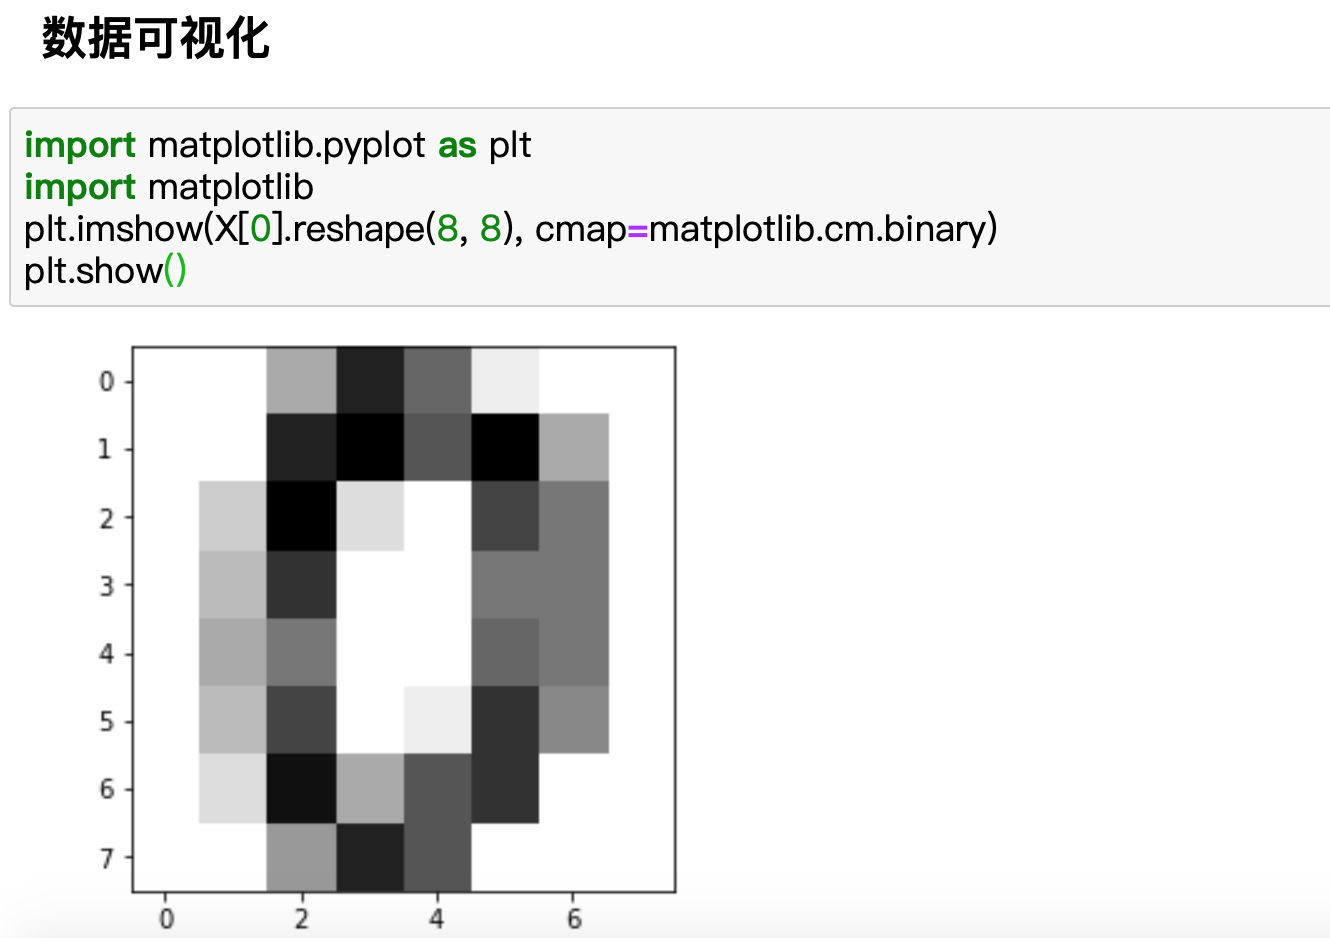 数据可视化
import matplotlib.pyplot as plt
import matplotlib
plt.imshow(X[0].reshape(8, 8), cmap=matplotlib.cm.binary)
plt.show()
0
1
2
3
4
5
6
7
0 2 4 6